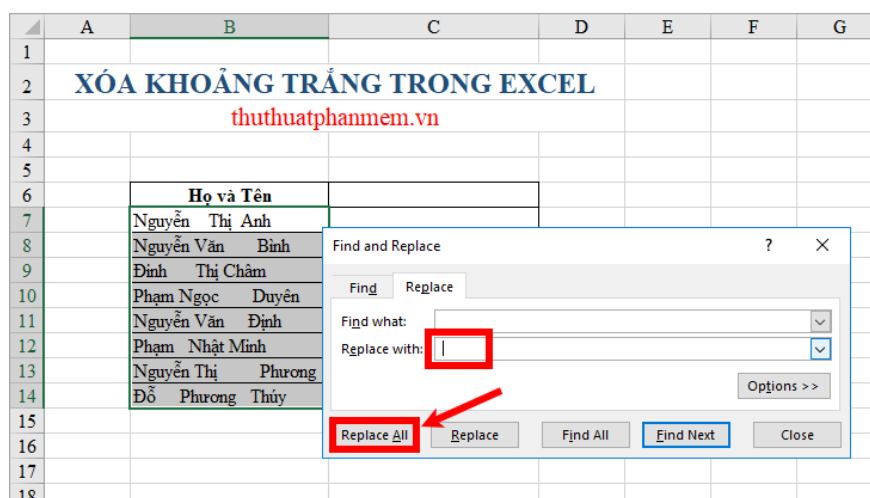 A B C D E F G
1
2 XÓA KHOẢNG TRẮNG TRONG EXCEL
3 thuthuatphanmem.vn
4
5
6 Họ và Tên
7 Nguyễn    Thị  Anh
8 Nguyễn Văn      Bình
9 Đinh      Thị Châm
10 Phạm Ngọc      Duyên
11 Nguyễn Văn    Định
12 Phạm   Nhật Minh
13 Nguyễn Thị      Phương
14 Đỗ    Phương   Thúy
15
16
17
18
Find and Replace ? ×
Find Replace
Find what:
Replace with:
Options >>
Replace All Replace Find All Find Next Close